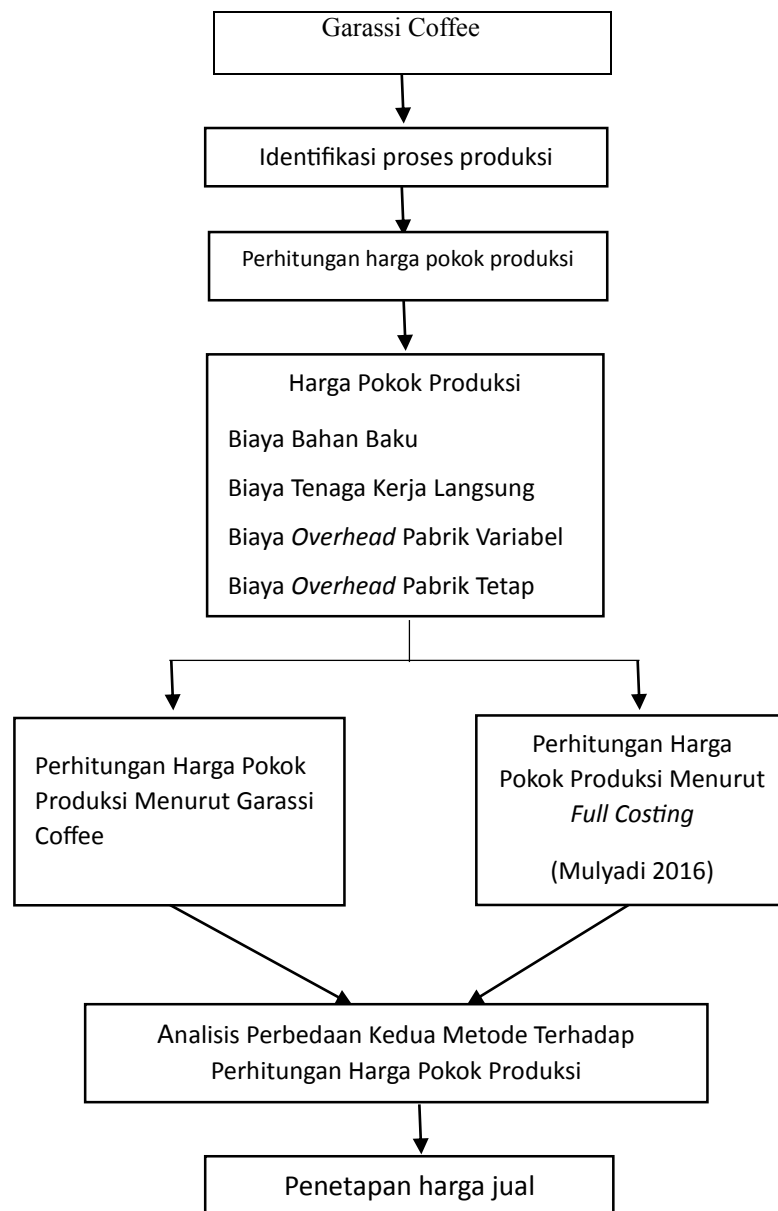 Garassi Coffee
Identifikasi proses produksi
Perhitungan harga pokok produksi
Harga Pokok Produksi
Biaya Bahan Baku
Biaya Tenaga Kerja Langsung
Biaya Overhead Pabrik Variabel
Biaya Overhead Pabrik Tetap
Perhitungan Harga Pokok
Produksi Menurut Garassi
Coffee
Perhitungan Harga
Pokok Produksi Menurut
Full Costing
(Mulyadi 2016)
Analisis Perbedaan Kedua Metode Terhadap
Perhitungan Harga Pokok Produksi
Penetapan harga jual